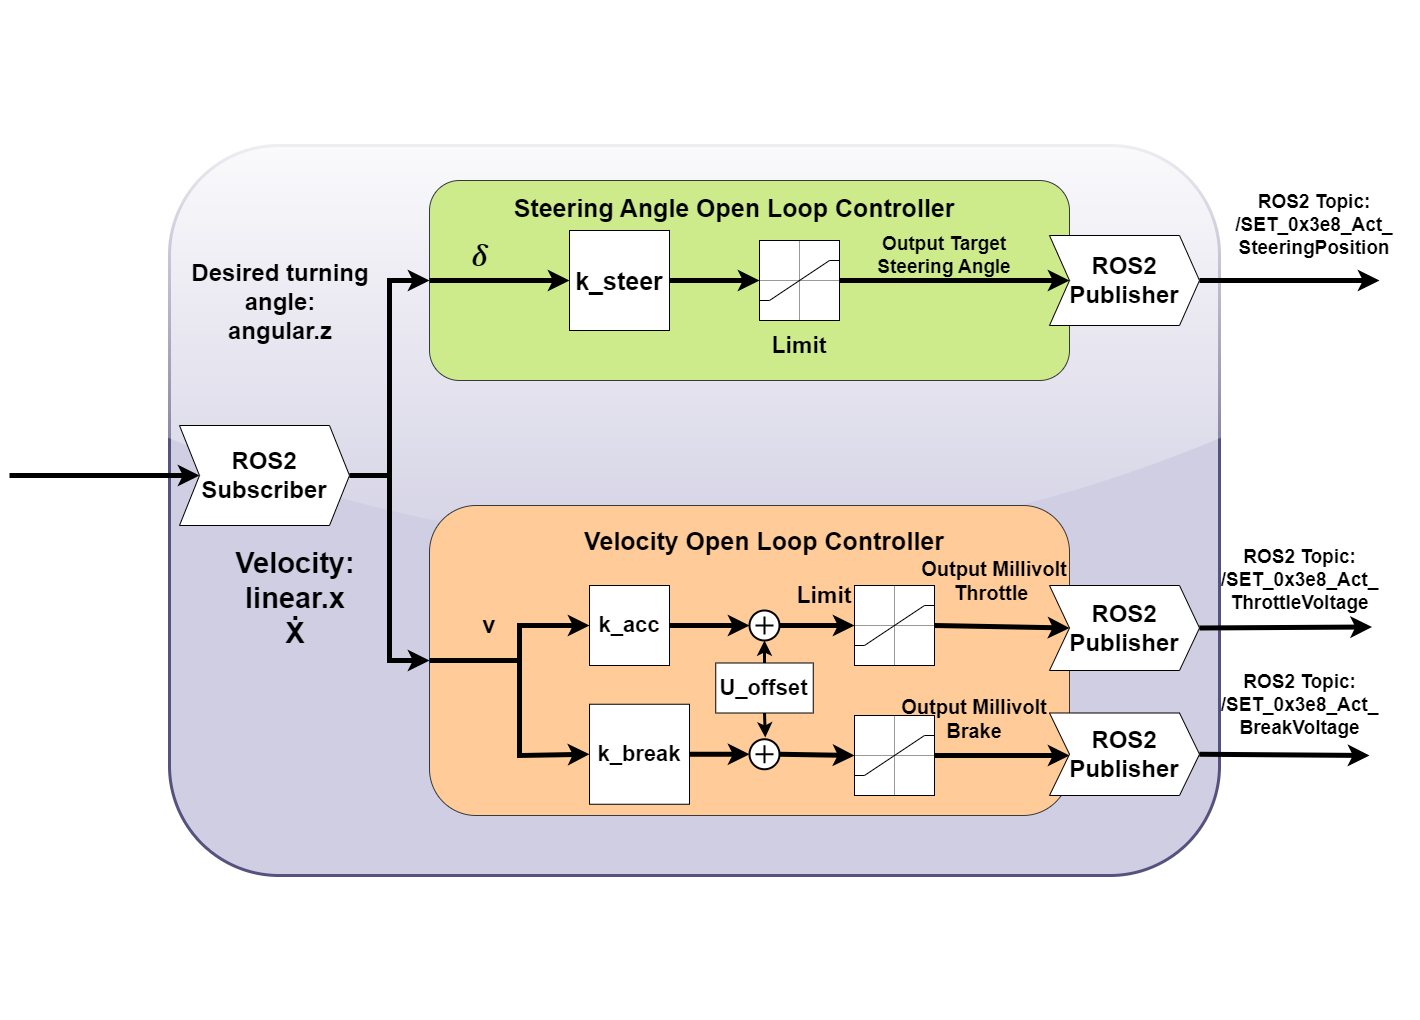 Steering Angle Open Loop Controller
δ
k_steer
Limit
Output Target
Steering Angle
ROS2
Publisher
ROS2 Topic:
/SET_0x3e8_Act_
SteeringPosition
Desired turning
angle:
angular.z
ROS2
Subscriber
Velocity:
linear.x
Ẋ
Velocity Open Loop Controller
v
k_acc
U_offset
k_break
Limit
Output Millivolt
Throttle
ROS2
Publisher
ROS2 Topic:
/SET_0x3e8_Act_
ThrottleVoltage
Output Millivolt
Brake
ROS2
Publisher
ROS2 Topic:
/SET_0x3e8_Act_
BreakVoltage